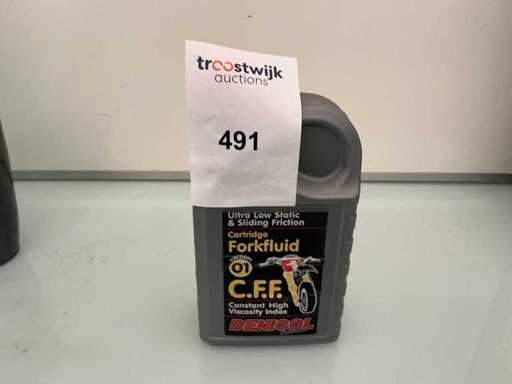 troostwijk
auctions
491
Ultra Low Static
& Sliding Friction
Cartridge
Forkfluid
01
C.F.F.
Constant High
Viscosity Index
DENICOL